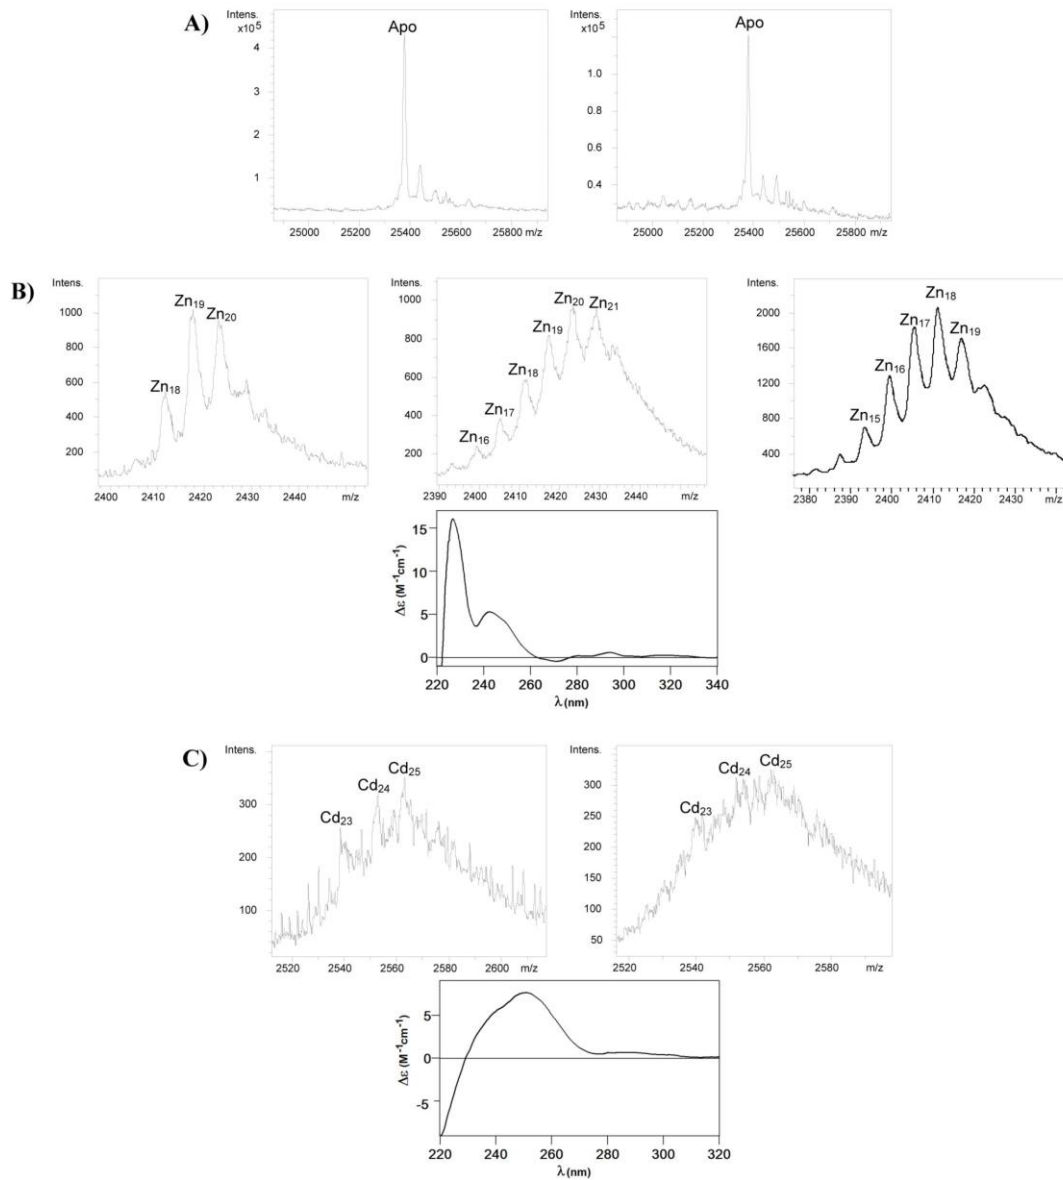 A)
Intens.
x10⁵
Apo
4
3
2
1
25000 25200 25400 25600 25800 m/z
Intens.
x10⁵
Apo
1.0
0.8
0.6
0.4
25000 25200 25400 25600 25800 m/z
B)
Intens.
Zn₁₉
Zn₂₀
Zn₁₈
1000
800
600
400
200
2400 2410 2420 2430 2440 m/z
Intens.
Zn₂₀
Zn₂₁
Zn₁₉
Zn₁₈
Zn₁₇
Zn₁₆
1000
800
600
400
200
2390 2400 2410 2420 2430 2440 m/z
Intens.
Zn₁₈
Zn₁₇
Zn₁₉
Zn₁₆
Zn₁₅
2000
1600
1200
800
400
2380 2390 2400 2410 2420 2430 m/z
Δε (M⁻¹cm⁻¹)
15
10
5
0
220 240 260 280 300 320 340
λ (nm)
C)
Intens.
Cd₂₅
Cd₂₄
Cd₂₃
300
200
100
2520 2540 2560 2580 2600 m/z
Intens.
Cd₂₅
Cd₂₄
Cd₂₃
300
250
200
150
100
50
2520 2540 2560 2580 m/z
Δε (M⁻¹cm⁻¹)
5
0
-5
220 240 260 280 300 320
λ (nm)